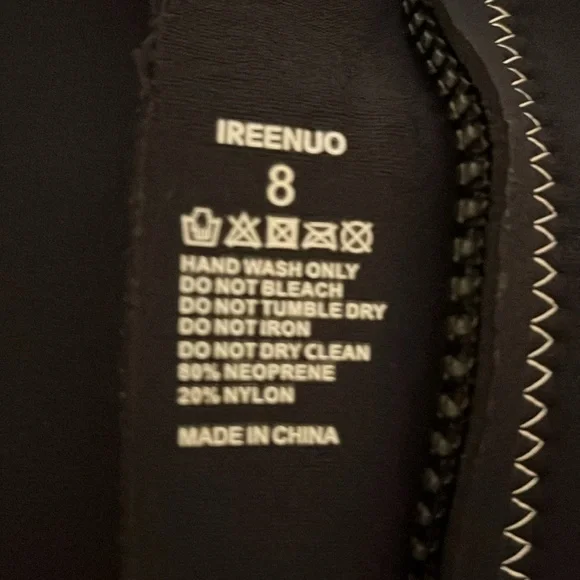 IREENUO
8
HAND WASH ONLY
DO NOT BLEACH
DO NOT TUMBLE DRY
DO NOT IRON
DO NOT DRY CLEAN
80% NEOPRENE
20% NYLON
MADE IN CHINA